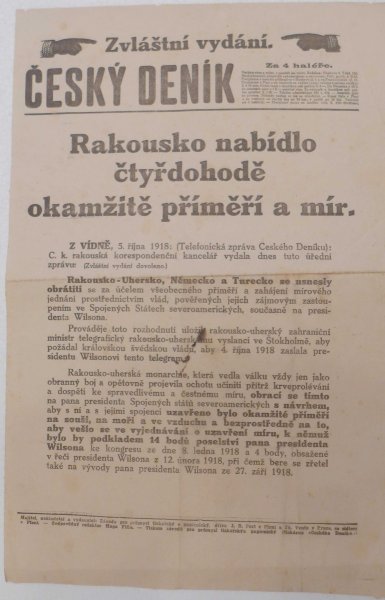 Zvláštní vydání.
ČESKÝ DENÍK
Za 4 haléře.
Rakousko nabídlo
čtyřdohodě
okamžitě příměří a mír.
Z VÍDNĚ, 5. října 1918: (Telefonická zpráva Českého Deníku):
C. k. rakouská korespondenční kancelář vydala dnes tuto úřední
zprávu: (Zvláštní vydání dovoleno.)
Rakousko-Uhersko, Německo a Turecko se usnesly
obrátiti se za účelem všeobecného příměří a zahájení mírového
jednání prostřednictvím vlád, pověřených jejich zájmovým zastou-
pením ve Spojených Státech severoamerických, současně na presi-
denta Wilsona.
Provádějíc toto rozhodnutí uložil rakousko-uherský zahraniční
ministr telegraficky rakousko-uherskému vyslanci ve Stokholmě, aby
požádal královskou švédskou vládu, aby 4. října 1918 zaslala pre-
sidentu Wilsonovi tento telegram:
Rakousko-uherská monarchie, která vedla válku vždy jen jako
obranný boj a opětovně projevila ochotu učiniti přítrž krveprolévání
a dospěti ke spravedlivému a čestnému míru, obrací se tímto
na pana presidenta Spojených států severoamerických s návrhem,
aby s ní a s jejími spojenci uzavřeno bylo okamžitě příměří
na souši, na moři a ve vzduchu a bezprostředně na to,
aby vešlo se ve vyjednávání o uzavření míru, k němuž
bylo by podkladem 14 bodů poselství pana presidenta
Wilsona ke kongresu ze dne 8. ledna 1918 a 4 body, obsažené
v řeči presidenta Wilsona z 12. února 1918, při čemž bere se zřetel
také na vývody pana presidenta Wilsona ze 27. září 1918.